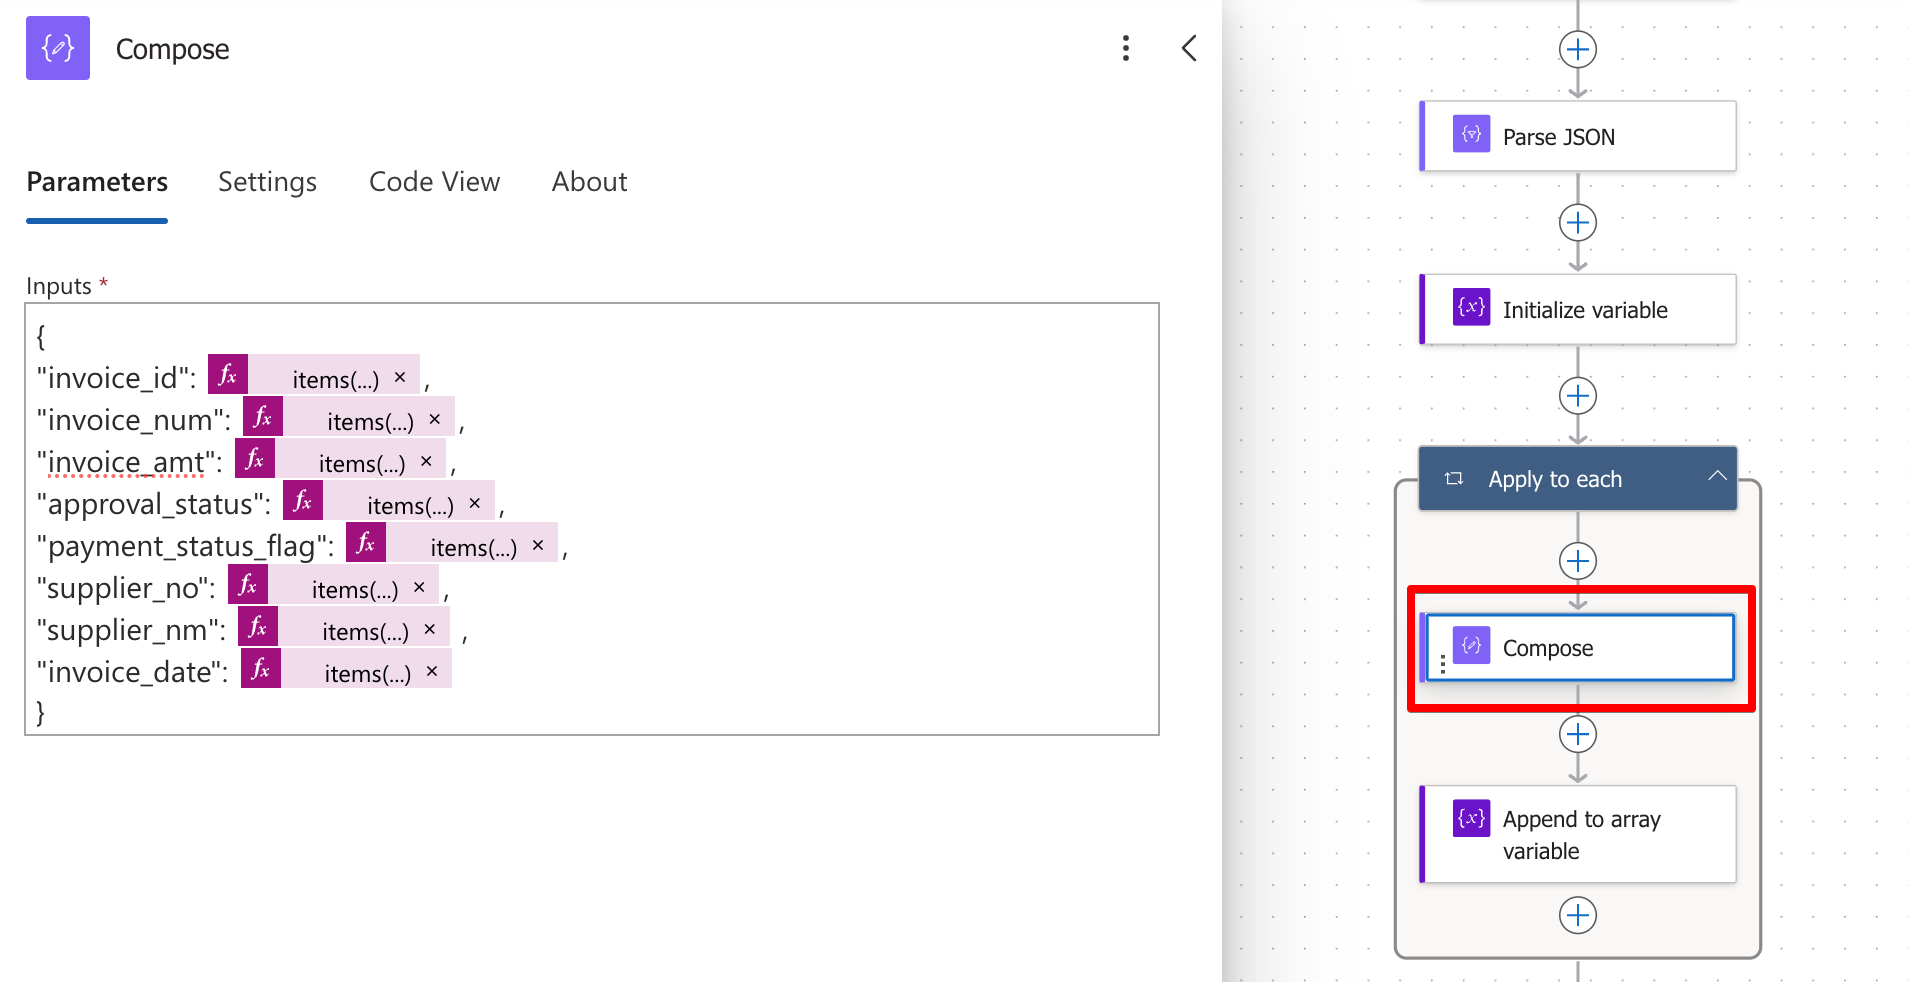 Compose
Parameters Settings Code View About
Inputs *
{
"invoice_id": fx items(...) × ,
"invoice_num": fx items(...) × ,
"invoice_amt": fx items(...) × ,
"approval_status": fx items(...) × ,
"payment_status_flag": fx items(...) × ,
"supplier_no": fx items(...) × ,
"supplier_nm": fx items(...) × ,
"invoice_date": fx items(...) ×
}
Parse JSON
{x} Initialize variable
Apply to each
Compose
{x} Append to array
variable